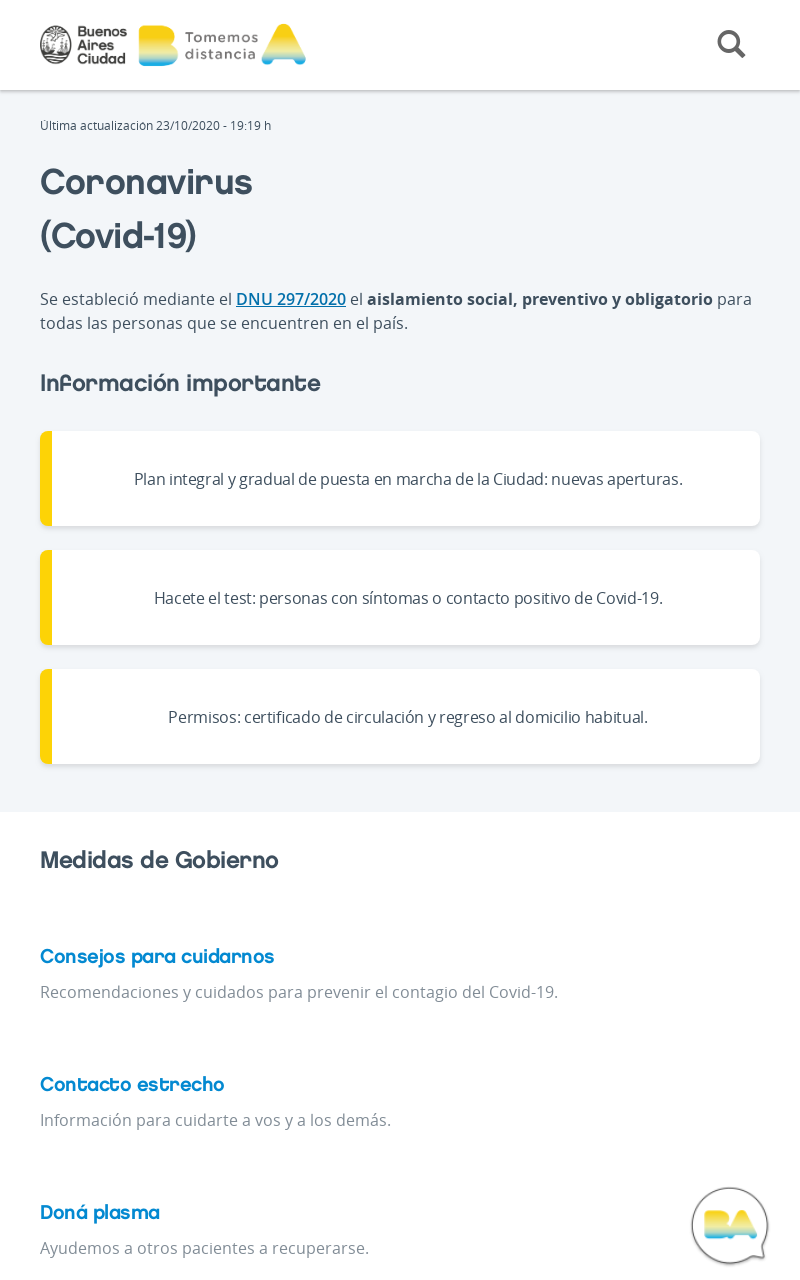 Buenos
Aires
Ciudad
BA
Tomemos
distancia
Última actualización 23/10/2020 - 19:19 h
Coronavirus
(Covid-19)
Se estableció mediante el DNU 297/2020 el aislamiento social, preventivo y obligatorio para
todas las personas que se encuentren en el país.
Información importante
Plan integral y gradual de puesta en marcha de la Ciudad: nuevas aperturas.
Hacete el test: personas con síntomas o contacto positivo de Covid-19.
Permisos: certificado de circulación y regreso al domicilio habitual.
Medidas de Gobierno
Consejos para cuidarnos
Recomendaciones y cuidados para prevenir el contagio del Covid-19.
Contacto estrecho
Información para cuidarte a vos y a los demás.
Doná plasma
Ayudemos a otros pacientes a recuperarse.
BA